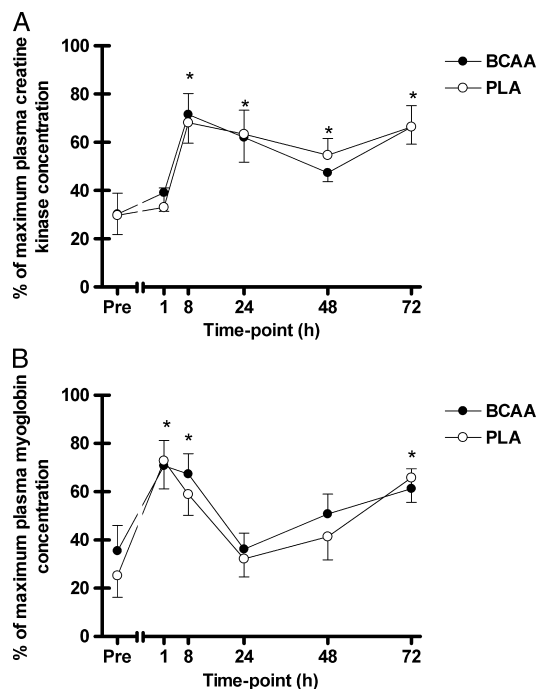 A
% of maximum plasma creatine
kinase concentration
100
80
60
40
20
0
* * * *
BCAA
PLA
Pre 1 8 24 48 72
Time-point (h)
B
% of maximum plasma myoglobin
concentration
100
80
60
40
20
0
* * *
BCAA
PLA
Pre 1 8 24 48 72
Time-point (h)